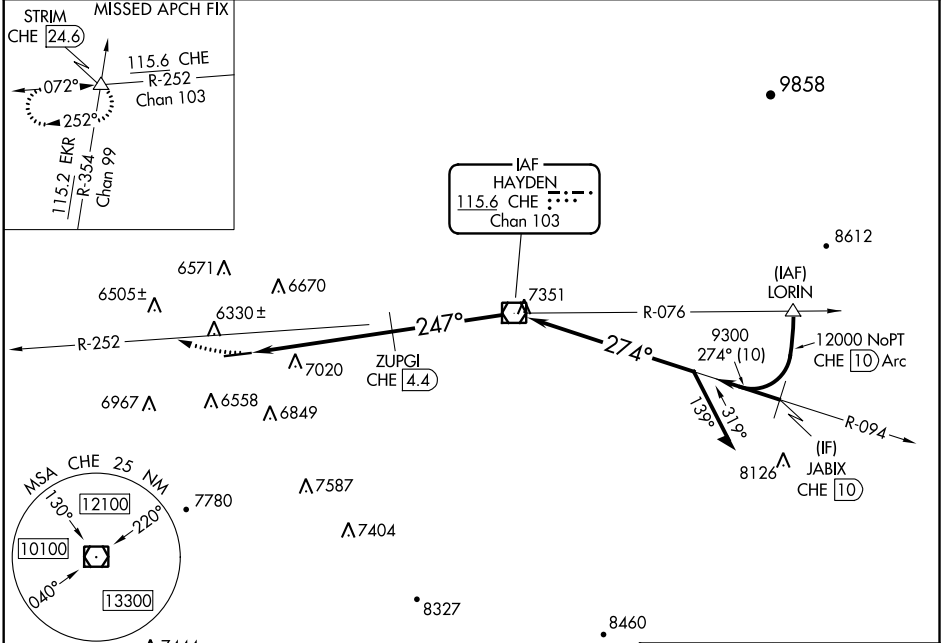 MISSED APCH FIX
STRIM
CHE 24.6
115.6 CHE
R-252
Chan 103
072°
252°
115.2 EKR
R-354
Chan 99
9858
IAF
HAYDEN
115.6 CHE
Chan 103
8612
6571
6670
6505±
6330±
7351
(IAF)
LORIN
R-076
R-252
247°
274°
9300
274° (10)
12000 NoPT
CHE 10 Arc
ZUPGI
CHE 4.4
7020
6967
6558
6849
139°
319°
R-094
(IF)
JABIX
CHE 10
8126
MSA CHE 25 NM
130°
12100
220°
10100
040°
13300
7780
7587
7404
8327
8460